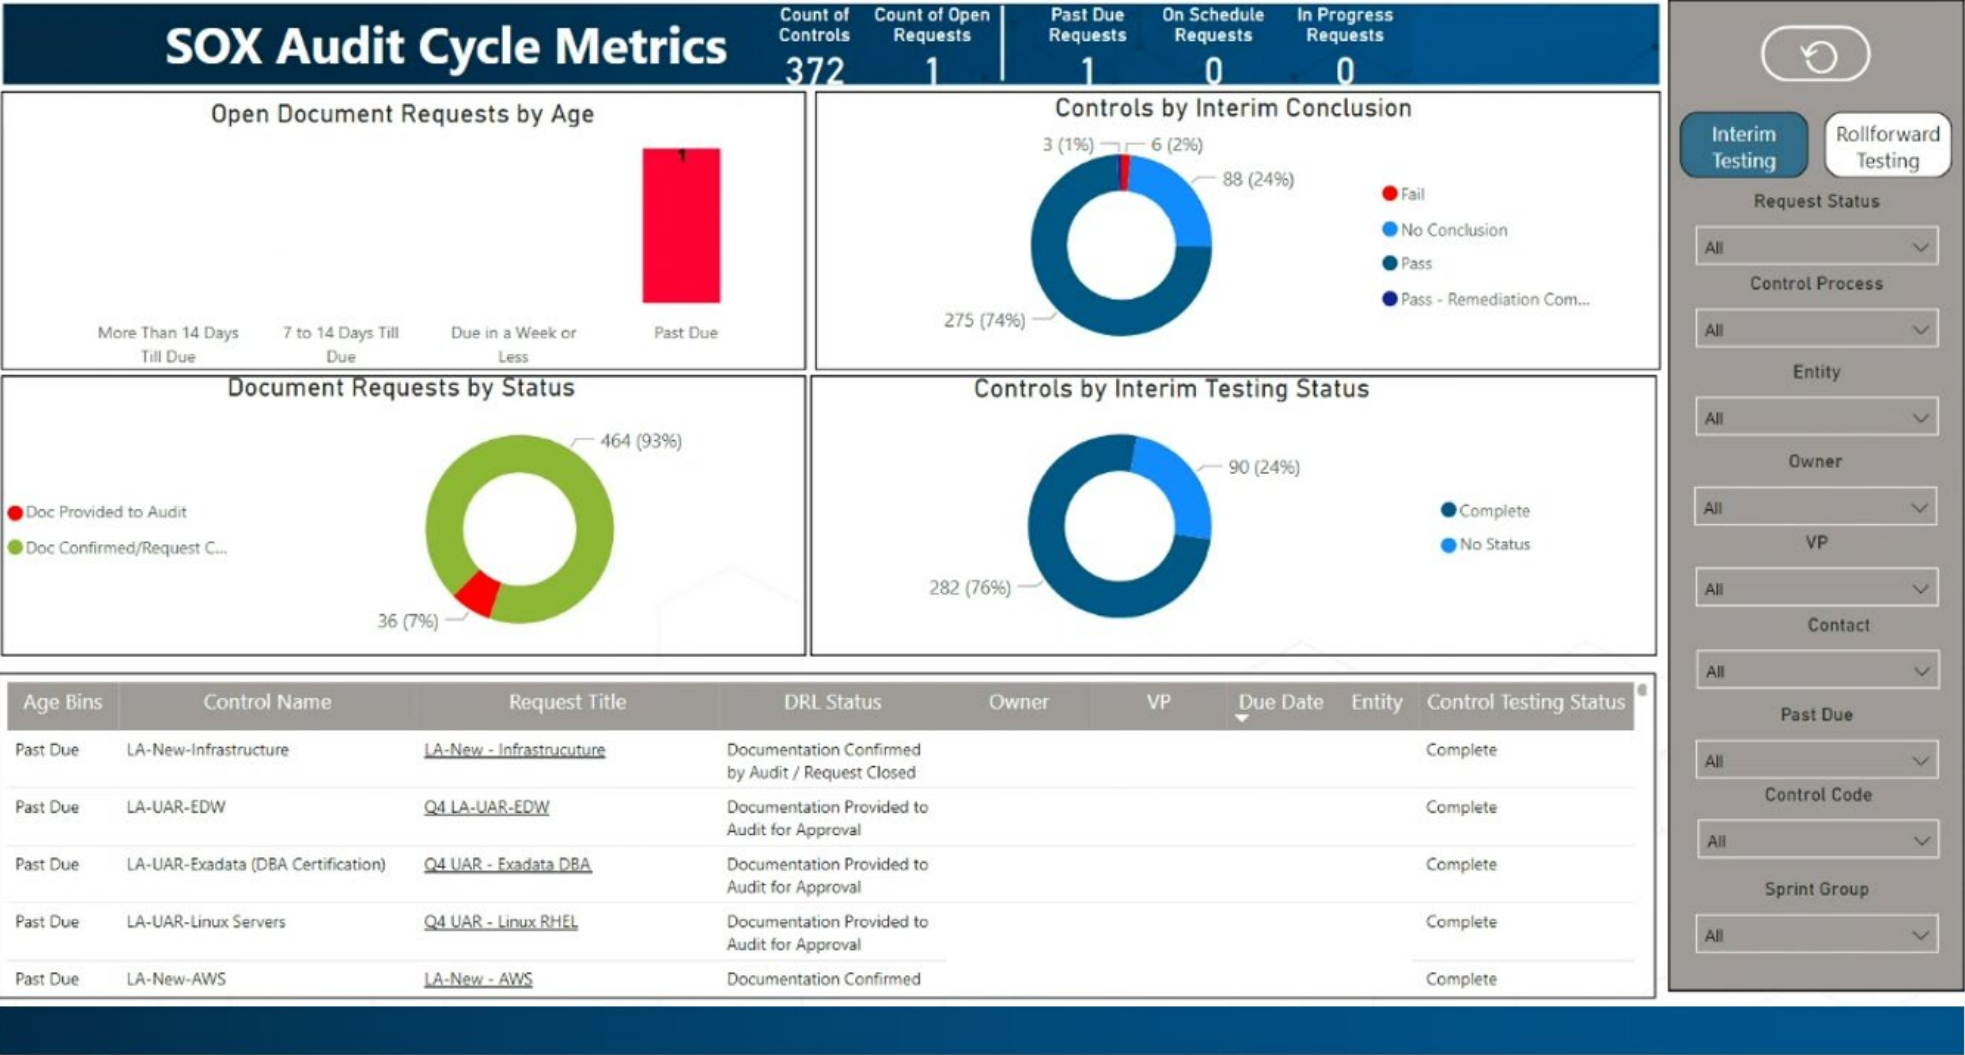 SOX Audit Cycle Metrics
Count of Controls
372
Count of Open Requests
1
Past Due Requests
1
On Schedule Requests
0
In Progress Requests
0
Open Document Requests by Age
1
More Than 14 Days Till Due
7 to 14 Days Till Due
Due in a Week or Less
Past Due
Controls by Interim Conclusion
3 (1%)
6 (2%)
88 (24%)
275 (74%)
Fail
No Conclusion
Pass
Pass - Remediation Com...
Document Requests by Status
464 (93%)
36 (7%)
Doc Provided to Audit
Doc Confirmed/Request C...
Controls by Interim Testing Status
90 (24%)
282 (76%)
Complete
No Status
Age Bins Control Name Request Title DRL Status Owner VP Due Date Entity Control Testing Status
Past Due LA-New-Infrastructure LA-New - Infrastrucuture Documentation Confirmed by Audit / Request Closed Complete
Past Due LA-UAR-EDW Q4 LA-UAR-EDW Documentation Provided to Audit for Approval Complete
Past Due LA-UAR-Exadata (DBA Certification) Q4 UAR - Exadata DBA Documentation Provided to Audit for Approval Complete
Past Due LA-UAR-Linux Servers Q4 UAR - Linux RHEL Documentation Provided to Audit for Approval Complete
Past Due LA-New-AWS LA-New - AWS Documentation Confirmed Complete
Interim Testing
Rollforward Testing
Request Status
All
Control Process
All
Entity
All
Owner
All
VP
All
Contact
All
Past Due
All
Control Code
All
Sprint Group
All